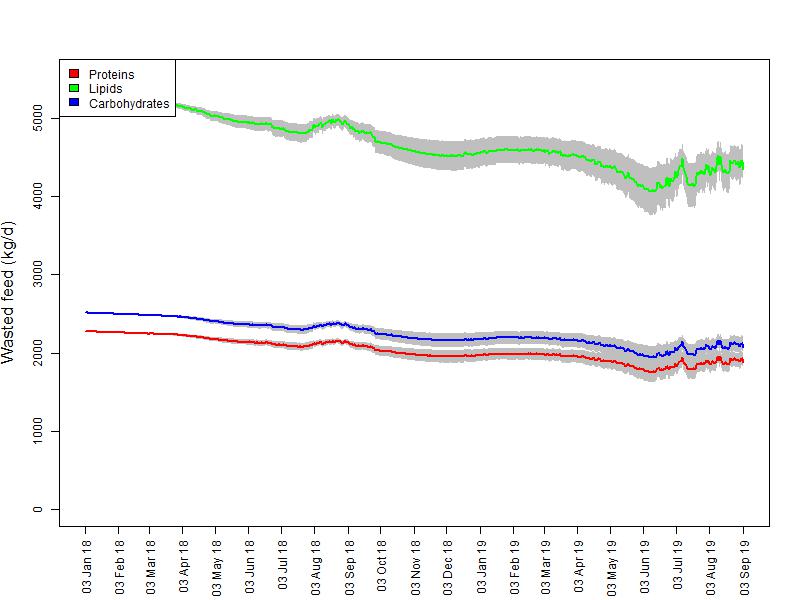 Proteins
Lipids
Carbohydrates
Wasted feed (kg/d)
5000
4000
3000
2000
1000
0
03 Jan 18
03 Feb 18
03 Mar 18
03 Apr 18
03 May 18
03 Jun 18
03 Jul 18
03 Aug 18
03 Sep 18
03 Oct 18
03 Nov 18
03 Dec 18
03 Jan 19
03 Feb 19
03 Mar 19
03 Apr 19
03 May 19
03 Jun 19
03 Jul 19
03 Aug 19
03 Sep 19